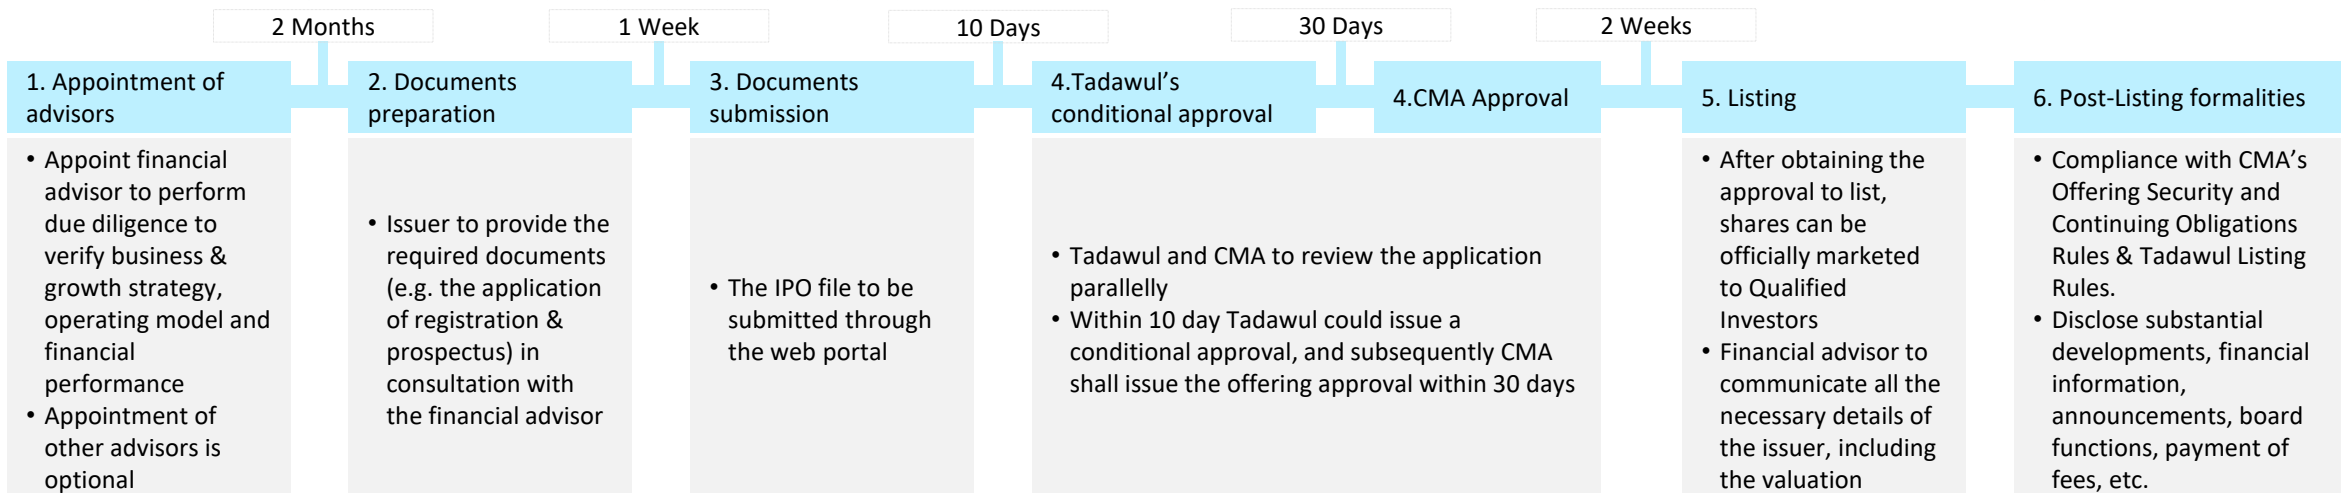 2 Months
1 Week
10 Days
30 Days
2 Weeks
1. Appointment of
advisors
2. Documents
preparation
3. Documents
submission
4.Tadawul’s
conditional approval
4.CMA Approval
5. Listing
6. Post-Listing formalities
• Appoint financial
advisor to perform
due diligence to
verify business &
growth strategy,
operating model and
financial
performance
• Appointment of
other advisors is
optional
• Issuer to provide the
required documents
(e.g. the application
of registration &
prospectus) in
consultation with
the financial advisor
• The IPO file to be
submitted through
the web portal
• Tadawul and CMA to review the application
parallelly
• Within 10 day Tadawul could issue a
conditional approval, and subsequently CMA
shall issue the offering approval within 30 days
• After obtaining the
approval to list,
shares can be
officially marketed
to Qualified
Investors
• Financial advisor to
communicate all the
necessary details of
the issuer, including
the valuation
• Compliance with CMA’s
Offering Security and
Continuing Obligations
Rules & Tadawul Listing
Rules.
• Disclose substantial
developments, financial
information,
announcements, board
functions, payment of
fees, etc.